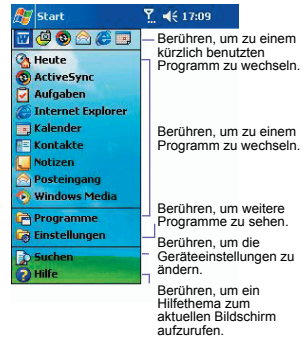 Start 17:09
Berühren, um zu einem
kürzlich benutzten
Programm zu wechseln.
Heute
ActiveSync
Aufgaben
Internet Explorer
Kalender
Kontakte
Notizen
Posteingang
Windows Media
Berühren, um zu einem
Programm zu wechseln.
Programme
Einstellungen
Berühren, um weitere
Programme zu sehen.
Berühren, um die
Geräteeinstellungen zu
ändern.
Suchen
Hilfe
Berühren, um ein
Hilfethema zum
aktuellen Bildschirm
aufzurufen.